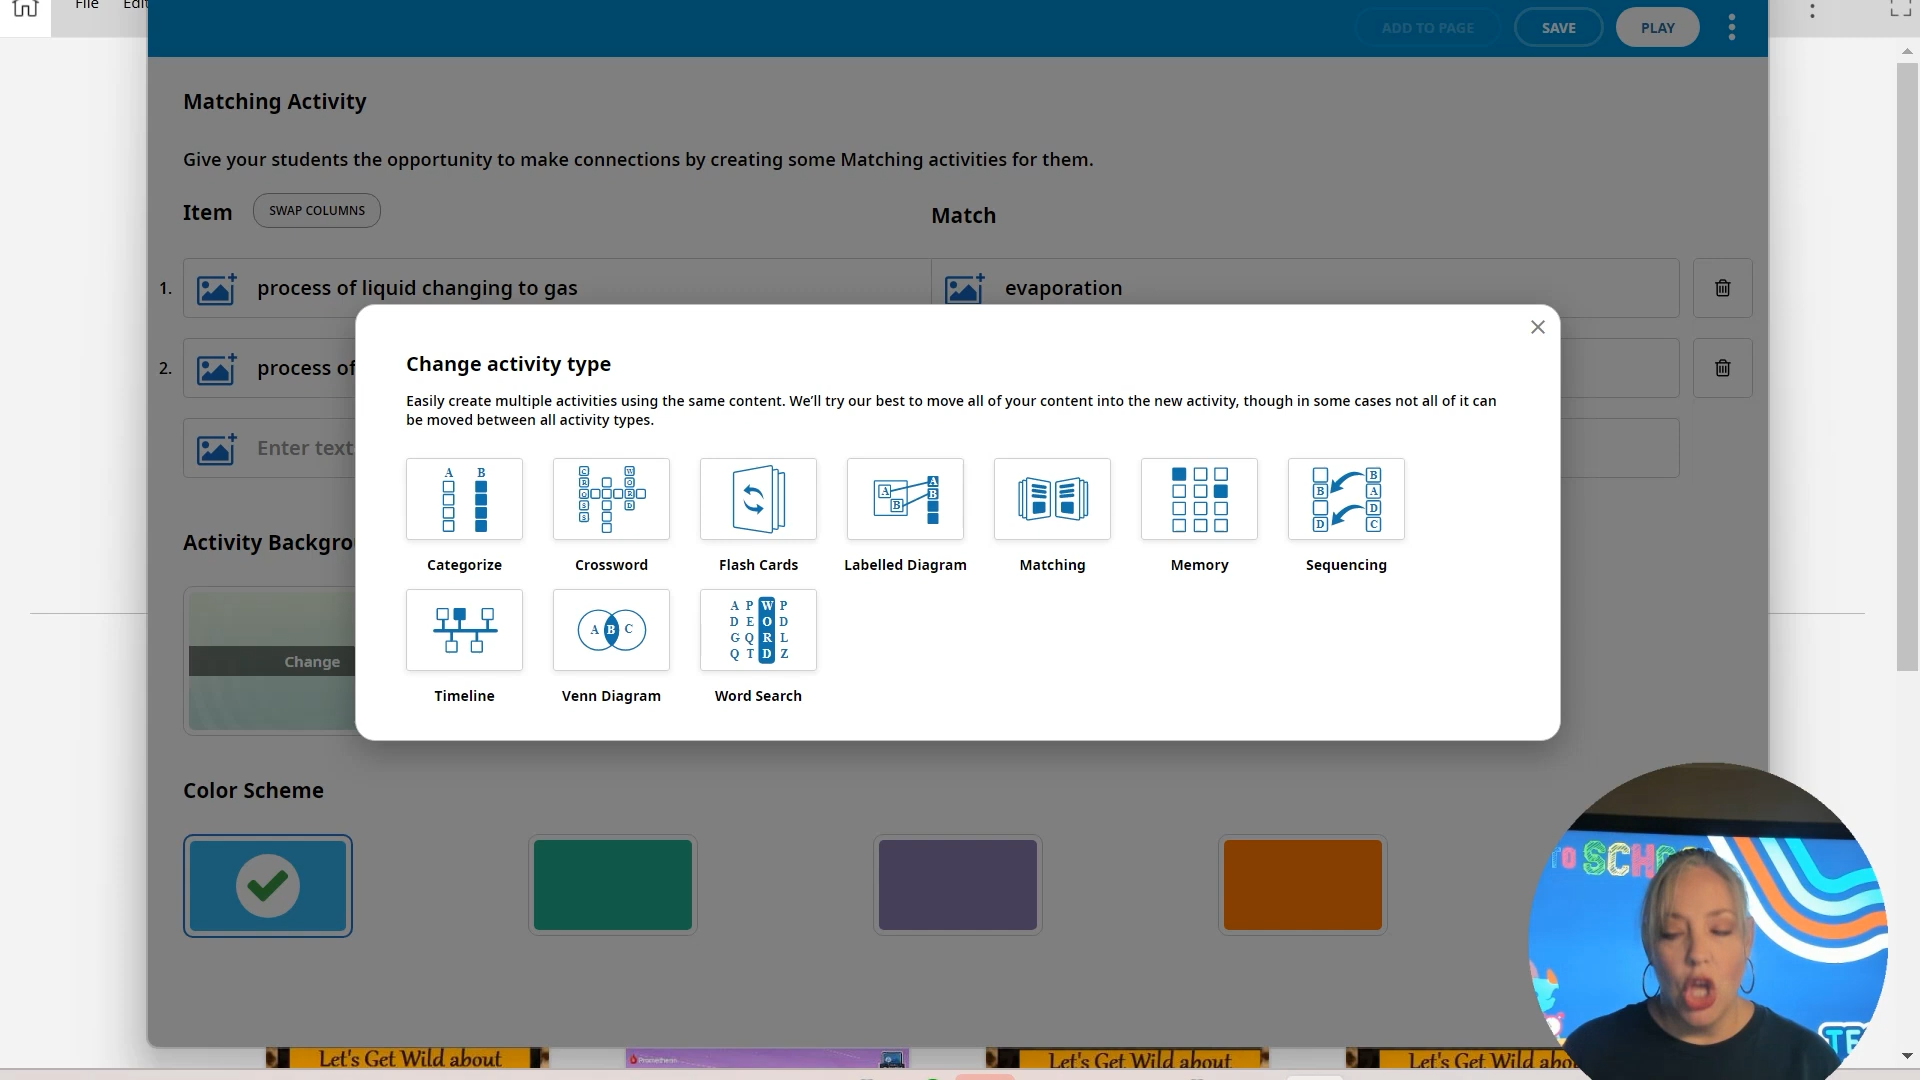 File
ADD TO PAGE
SAVE
PLAY
Matching Activity
Give your students the opportunity to make connections by creating some Matching activities for them.
Item
SWAP COLUMNS
Match
1.
process of liquid changing to gas
evaporation
2.
process of
Enter text
Change activity type
Easily create multiple activities using the same content. We'll try our best to move all of your content into the new activity, though in some cases not all of it can
be moved between all activity types.
Categorize
Crossword
Flash Cards
Labelled Diagram
Matching
Memory
Sequencing
Timeline
Venn Diagram
Word Search
Change
Color Scheme
Let's Get Wild about
Promethean
Let's Get Wild about
Let's Get Wild